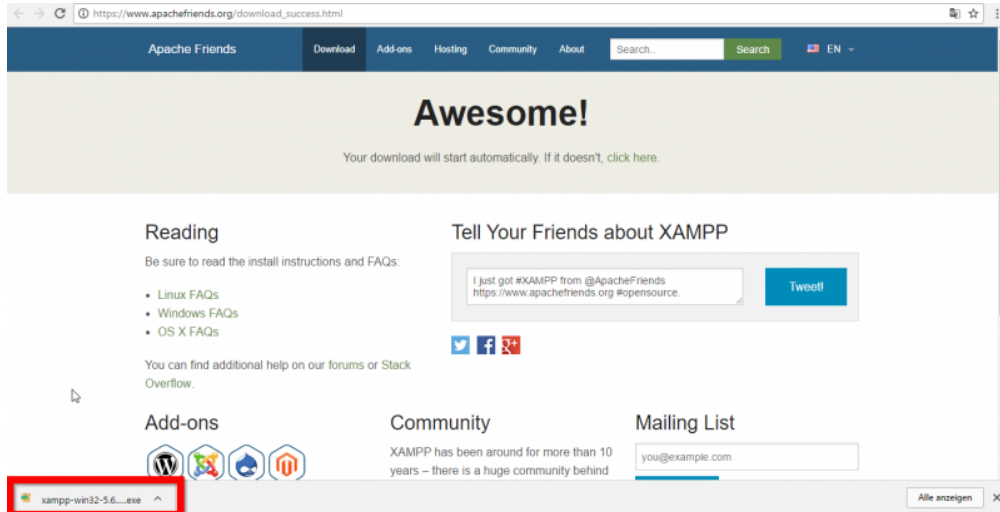 https://www.apachefriends.org/download_success.html
Apache Friends Download Add-ons Hosting Community About Search.. Search EN
Awesome!
Your download will start automatically. If it doesn't, click here.
Reading
Be sure to read the install instructions and FAQs:
• Linux FAQs
• Windows FAQs
• OS X FAQs
You can find additional help on our forums or Stack
Overflow.
Tell Your Friends about XAMPP
I just got #XAMPP from @ApacheFriends
https://www.apachefriends.org #opensource.
Tweet!
Add-ons
Community
XAMPP has been around for more than 10
years – there is a huge community behind
Mailing List
you@example.com
xampp-win32-5.6....exe
Alle anzeigen